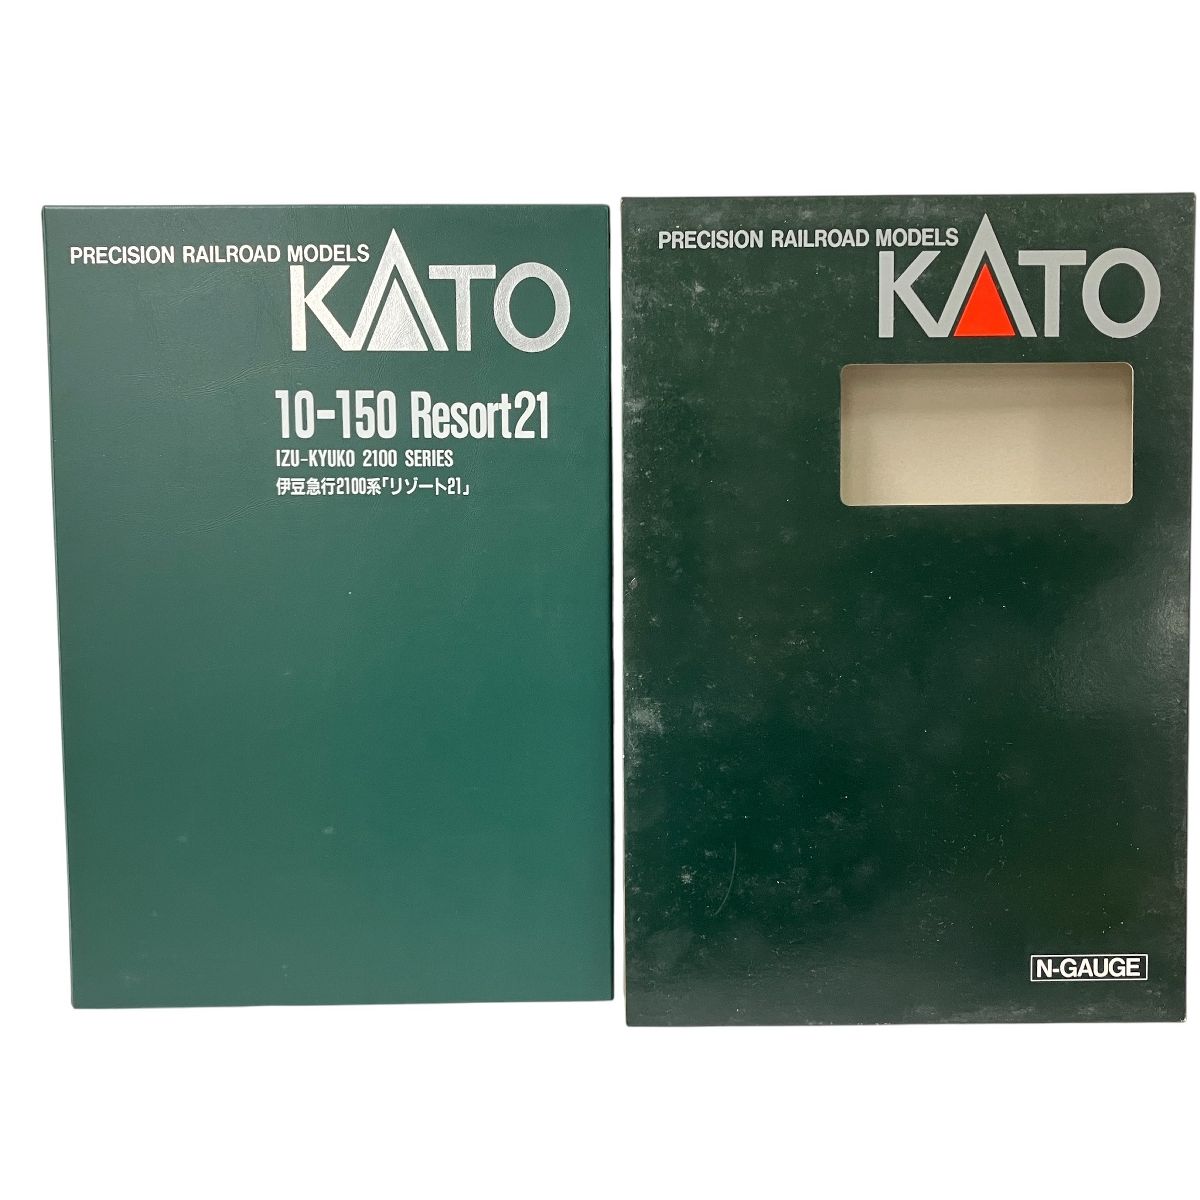 PRECISION RAILROAD MODELS
KATO
10-150 Resort21
IZU-KYUKO 2100 SERIES
伊豆急行2100系「リゾート21」
PRECISION RAILROAD MODELS
KATO
N-GAUGE